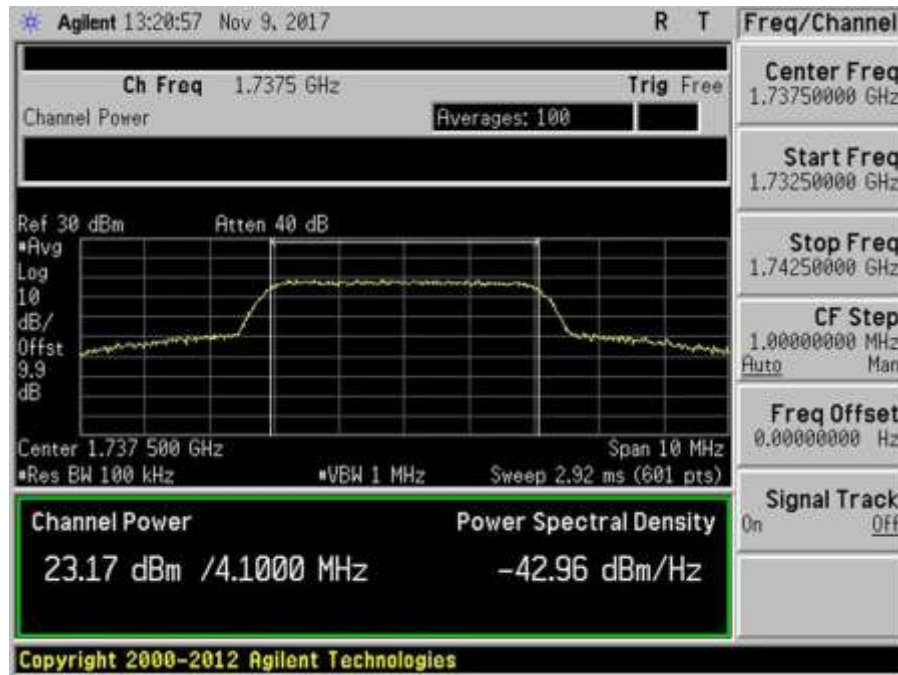 Agilent 13:20:57 Nov 9, 2017 R T
Freq/Channel
Ch Freq 1.7375 GHz Trig Free
Channel Power Averages: 100
Ref 30 dBm Atten 40 dB
#Avg
Log
10
dB/
Offst
9.9
dB
Center 1.737 500 GHz Span 10 MHz
#Res BW 100 kHz #VBW 1 MHz Sweep 2.92 ms (601 pts)
Channel Power Power Spectral Density
23.17 dBm /4.1000 MHz -42.96 dBm/Hz
Center Freq
1.73750000 GHz
Start Freq
1.73250000 GHz
Stop Freq
1.74250000 GHz
CF Step
1.00000000 MHz
Auto Man
Freq Offset
0.00000000 Hz
Signal Track
On Off
Copyright 2000-2012 Agilent Technologies